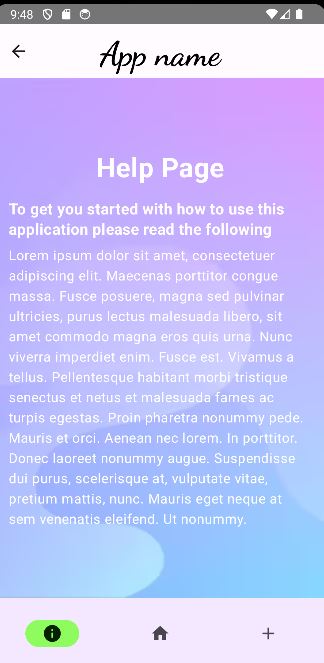 9:48
App name
Help Page
To get you started with how to use this
application please read the following
Lorem ipsum dolor sit amet, consectetuer
adipiscing elit. Maecenas porttitor congue
massa. Fusce posuere, magna sed pulvinar
ultricies, purus lectus malesuada libero, sit
amet commodo magna eros quis urna. Nunc
viverra imperdiet enim. Fusce est. Vivamus a
tellus. Pellentesque habitant morbi tristique
senectus et netus et malesuada fames ac
turpis egestas. Proin pharetra nonummy pede.
Mauris et orci. Aenean nec lorem. In porttitor.
Donec laoreet nonummy augue. Suspendisse
dui purus, scelerisque at, vulputate vitae,
pretium mattis, nunc. Mauris eget neque at
sem venenatis eleifend. Ut nonummy.